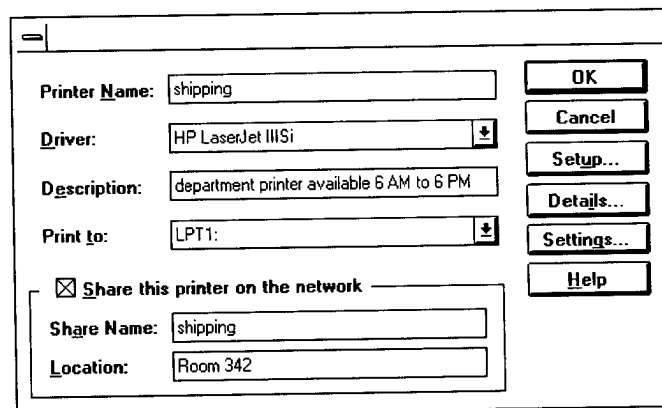 Printer Name: shipping
Driver: HP LaserJet IIISi
Description: department printer available 6 AM to 6 PM
Print to: LPT1:
Share this printer on the network
Share Name: shipping
Location: Room 342
OK
Cancel
Setup...
Details...
Settings...
Help